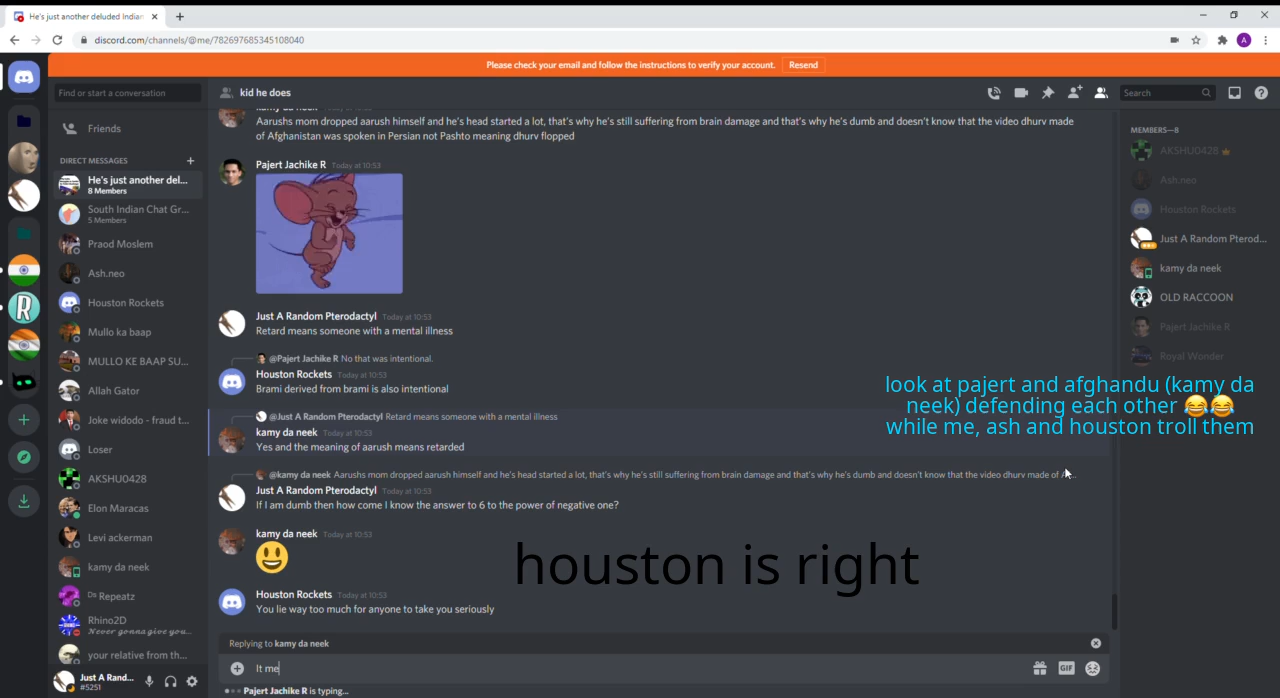 He's just another deluded Indian
discord.com/channels/@me/782697685345108040
A
Please check your email and follow the instructions to verify your account.
Resend
Find or start a conversation
kid he does
Search
Friends
DIRECT MESSAGES
He's just another del...
8 Members
South Indian Chat Gr...
5 Members
Praod Moslem
Ash.neo
Houston Rockets
Mullo ka baap
MULLO KE BAAP SU...
Allah Gator
Joke widodo - fraud t...
Loser
AKSHU0428
Elon Maracas
Levi ackerman
kamy da neek
Ds Repeatz
Rhino2D
Never gonna give you...
your relative from th...
Just A Rand...
#5251
R
kamy da neek
Aarushs mom dropped aarush himself and he's head started a lot, that's why he's still suffering from brain damage and that's why he's dumb and doesn't know that the video dhurv made
of Afghanistan was spoken in Persian not Pashto meaning dhurv flopped
Pajert Jachike R Today at 10:53
Just A Random Pterodactyl Today at 10:53
Retard means someone with a mental illness
@Pajert Jachike R No that was intentional.
Houston Rockets Today at 10:53
Brami derived from brami is also intentional
@Just A Random Pterodactyl Retard means someone with a mental illness
kamy da neek Today at 10:53
Yes and the meaning of aarush means retarded
@kamy da neek Aarushs mom dropped aarush himself and he's head started a lot, that's why he's still suffering from brain damage and that's why he's dumb and doesn't know that the video dhurv made of
Just A Random Pterodactyl Today at 10:53
If I am dumb then how come I know the answer to 6 to the power of negative one?
kamy da neek Today at 10:53
😃
Houston Rockets Today at 10:53
You lie way too much for anyone to take you seriously
Replying to kamy da neek
It me
GIF
Pajert Jachike R is typing...
houston is right
MEMBERS—8
AKSHU0428
Ash.neo
Houston Rockets
Just A Random Pterod...
kamy da neek
OLD RACCOON
Pajert Jachike R
Royal Wonder
look at pajert and afghandu (kamy da
neek) defending each other 😂😂
while me, ash and houston troll them